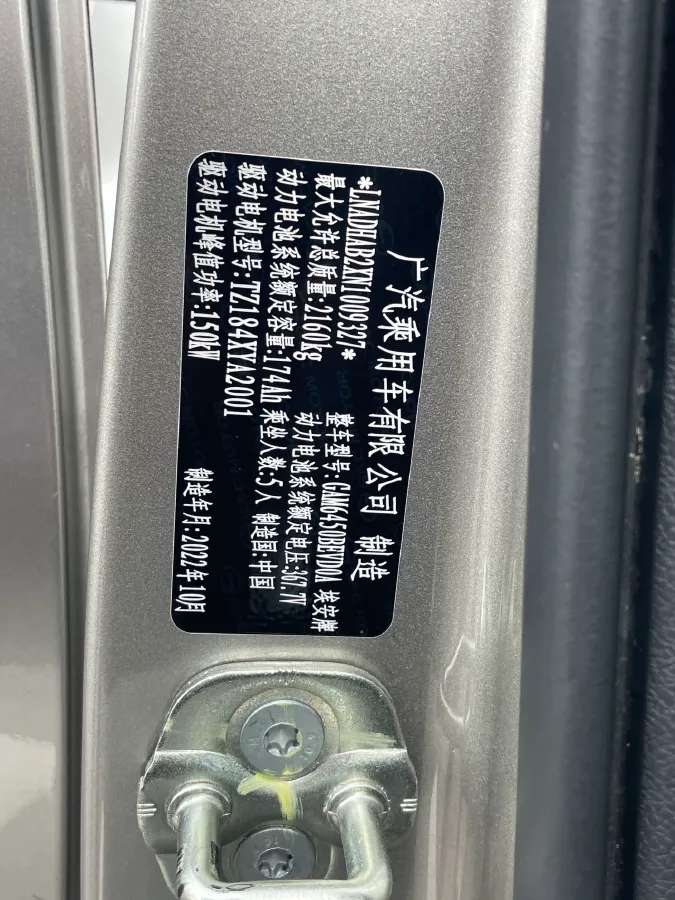 广汽乘用车有限公司 制造
*LNADHAB2XN1009327* 整车型号:GAM6450BEVD0A 埃安牌
最大允许总质量:2160kg 动力电池系统额定电压:367.7V
动力电池系统额定容量:174Ah 乘坐人数:5人 制造国:中国
驱动电机型号:TZ184XYA2001
驱动电机峰值功率:150kW 制造年月:2022年10月